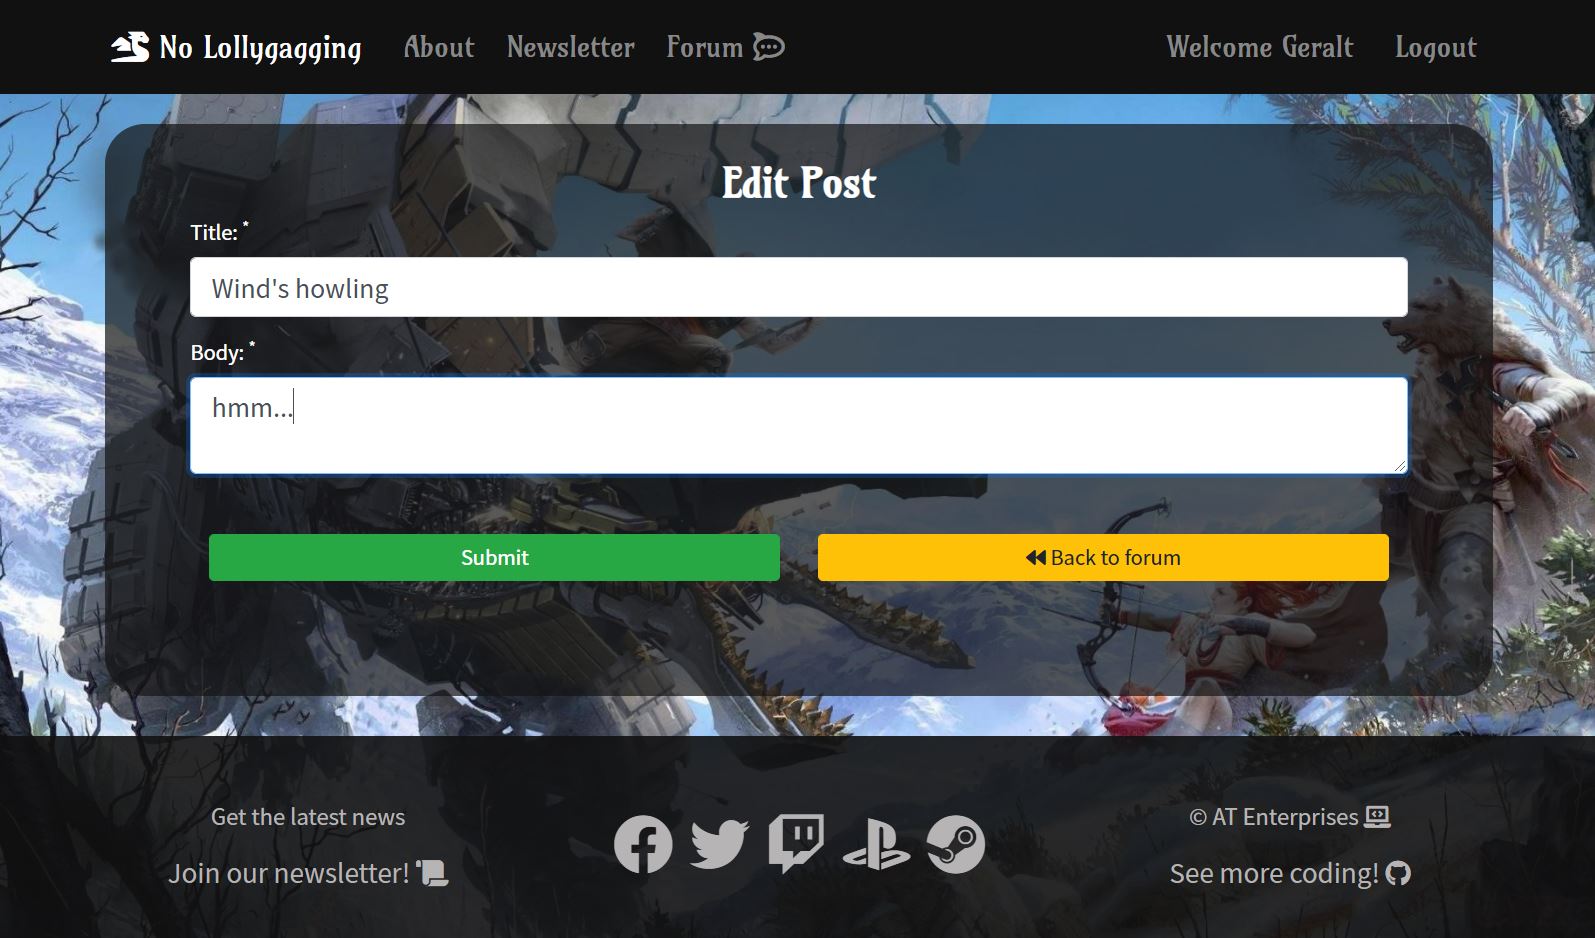 No Lollygagging About Newsletter Forum Welcome Geralt Logout
Edit Post
Title: *
Wind's howling
Body: *
hmm...
Submit Back to forum
Get the latest news
Join our newsletter!
© AT Enterprises
See more coding!